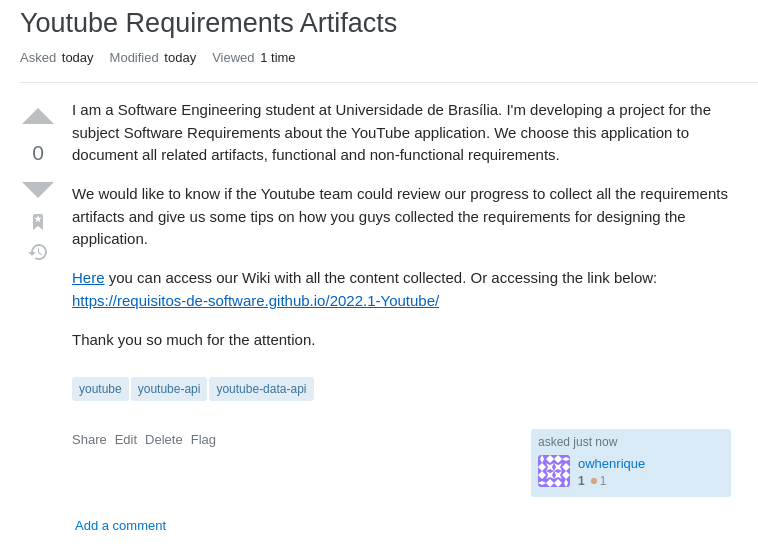 Youtube Requirements Artifacts
Asked today Modified today Viewed 1 time
I am a Software Engineering student at Universidade de Brasília. I'm developing a project for the
subject Software Requirements about the YouTube application. We choose this application to
document all related artifacts, functional and non-functional requirements.
0
We would like to know if the Youtube team could review our progress to collect all the requirements
artifacts and give us some tips on how you guys collected the requirements for designing the
application.
Here you can access our Wiki with all the content collected. Or accessing the link below:
https://requisitos-de-software.github.io/2022.1-Youtube/
Thank you so much for the attention.
youtube youtube-api youtube-data-api
Share Edit Delete Flag
asked just now
owhenrique
1 1
Add a comment